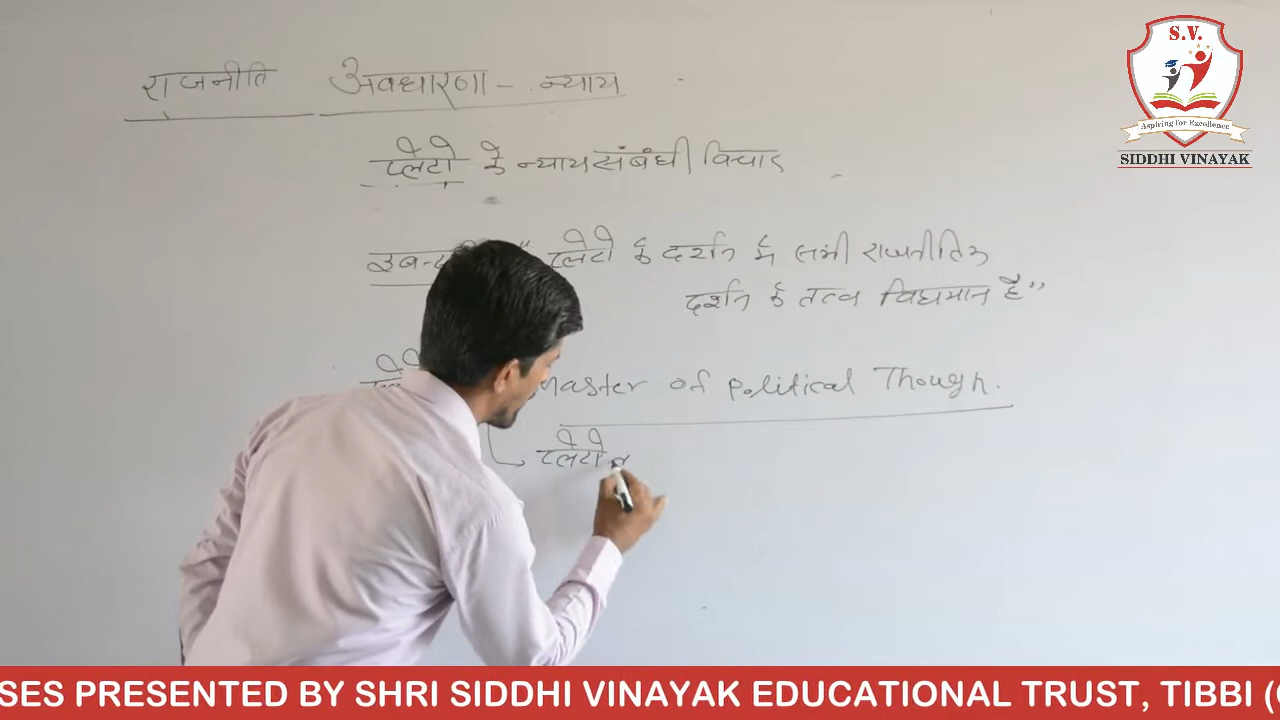 राजनीति अवधारणा - न्याय
प्लेटो के न्याय संबंधी विचार
" प्लेटो के दर्शन में सभी राजनीतिक
दर्शन के तत्व विद्यमान है"
Master of Political Though.
प्लेटो
S.V.
Aspiring for Excellence
SIDDHI VINAYAK
SES PRESENTED BY SHRI SIDDHI VINAYAK EDUCATIONAL TRUST, TIBBI (